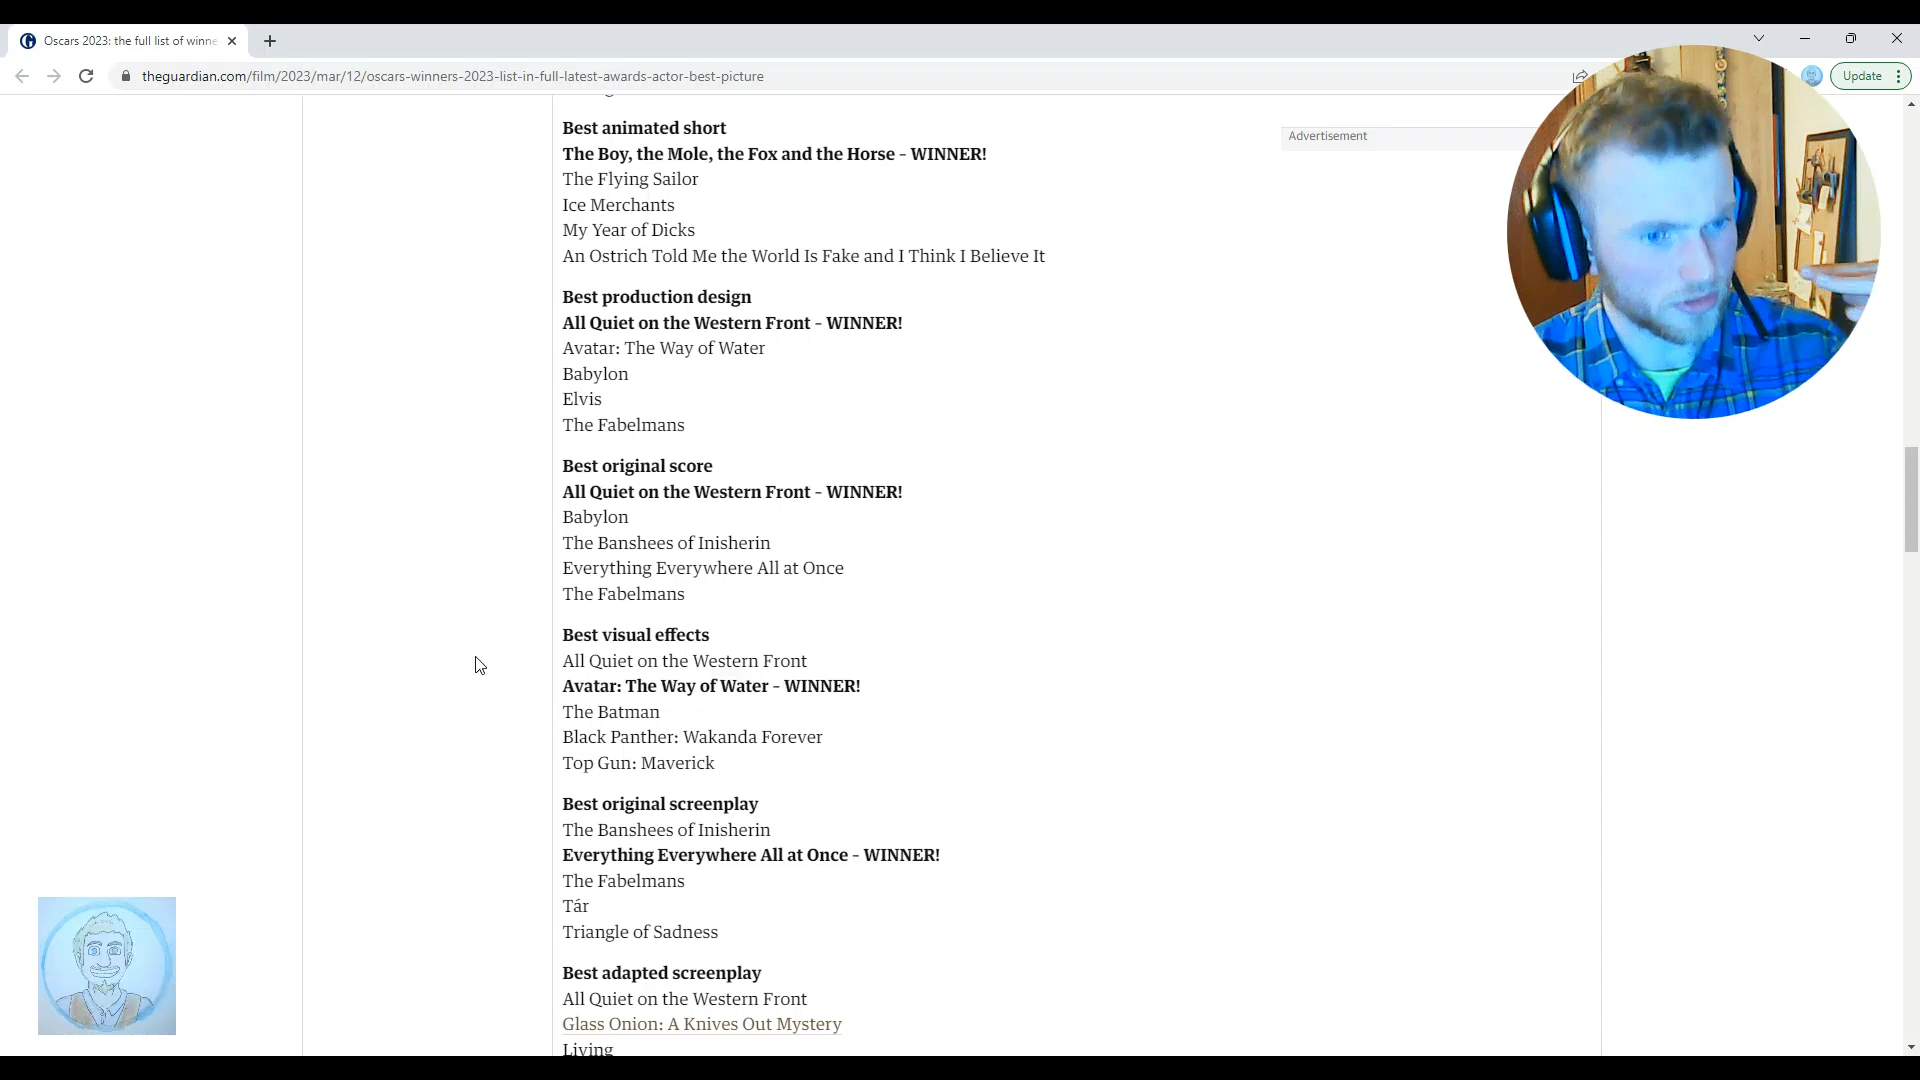 Oscars 2023: the full list of winne
theguardian.com/film/2023/mar/12/oscars-winners-2023-list-in-full-latest-awards-actor-best-picture
Update
Advertisement
Best animated short
The Boy, the Mole, the Fox and the Horse – WINNER!
The Flying Sailor
Ice Merchants
My Year of Dicks
An Ostrich Told Me the World Is Fake and I Think I Believe It
Best production design
All Quiet on the Western Front – WINNER!
Avatar: The Way of Water
Babylon
Elvis
The Fabelmans
Best original score
All Quiet on the Western Front – WINNER!
Babylon
The Banshees of Inisherin
Everything Everywhere All at Once
The Fabelmans
Best visual effects
All Quiet on the Western Front
Avatar: The Way of Water – WINNER!
The Batman
Black Panther: Wakanda Forever
Top Gun: Maverick
Best original screenplay
The Banshees of Inisherin
Everything Everywhere All at Once – WINNER!
The Fabelmans
Tár
Triangle of Sadness
Best adapted screenplay
All Quiet on the Western Front
Glass Onion: A Knives Out Mystery
Living